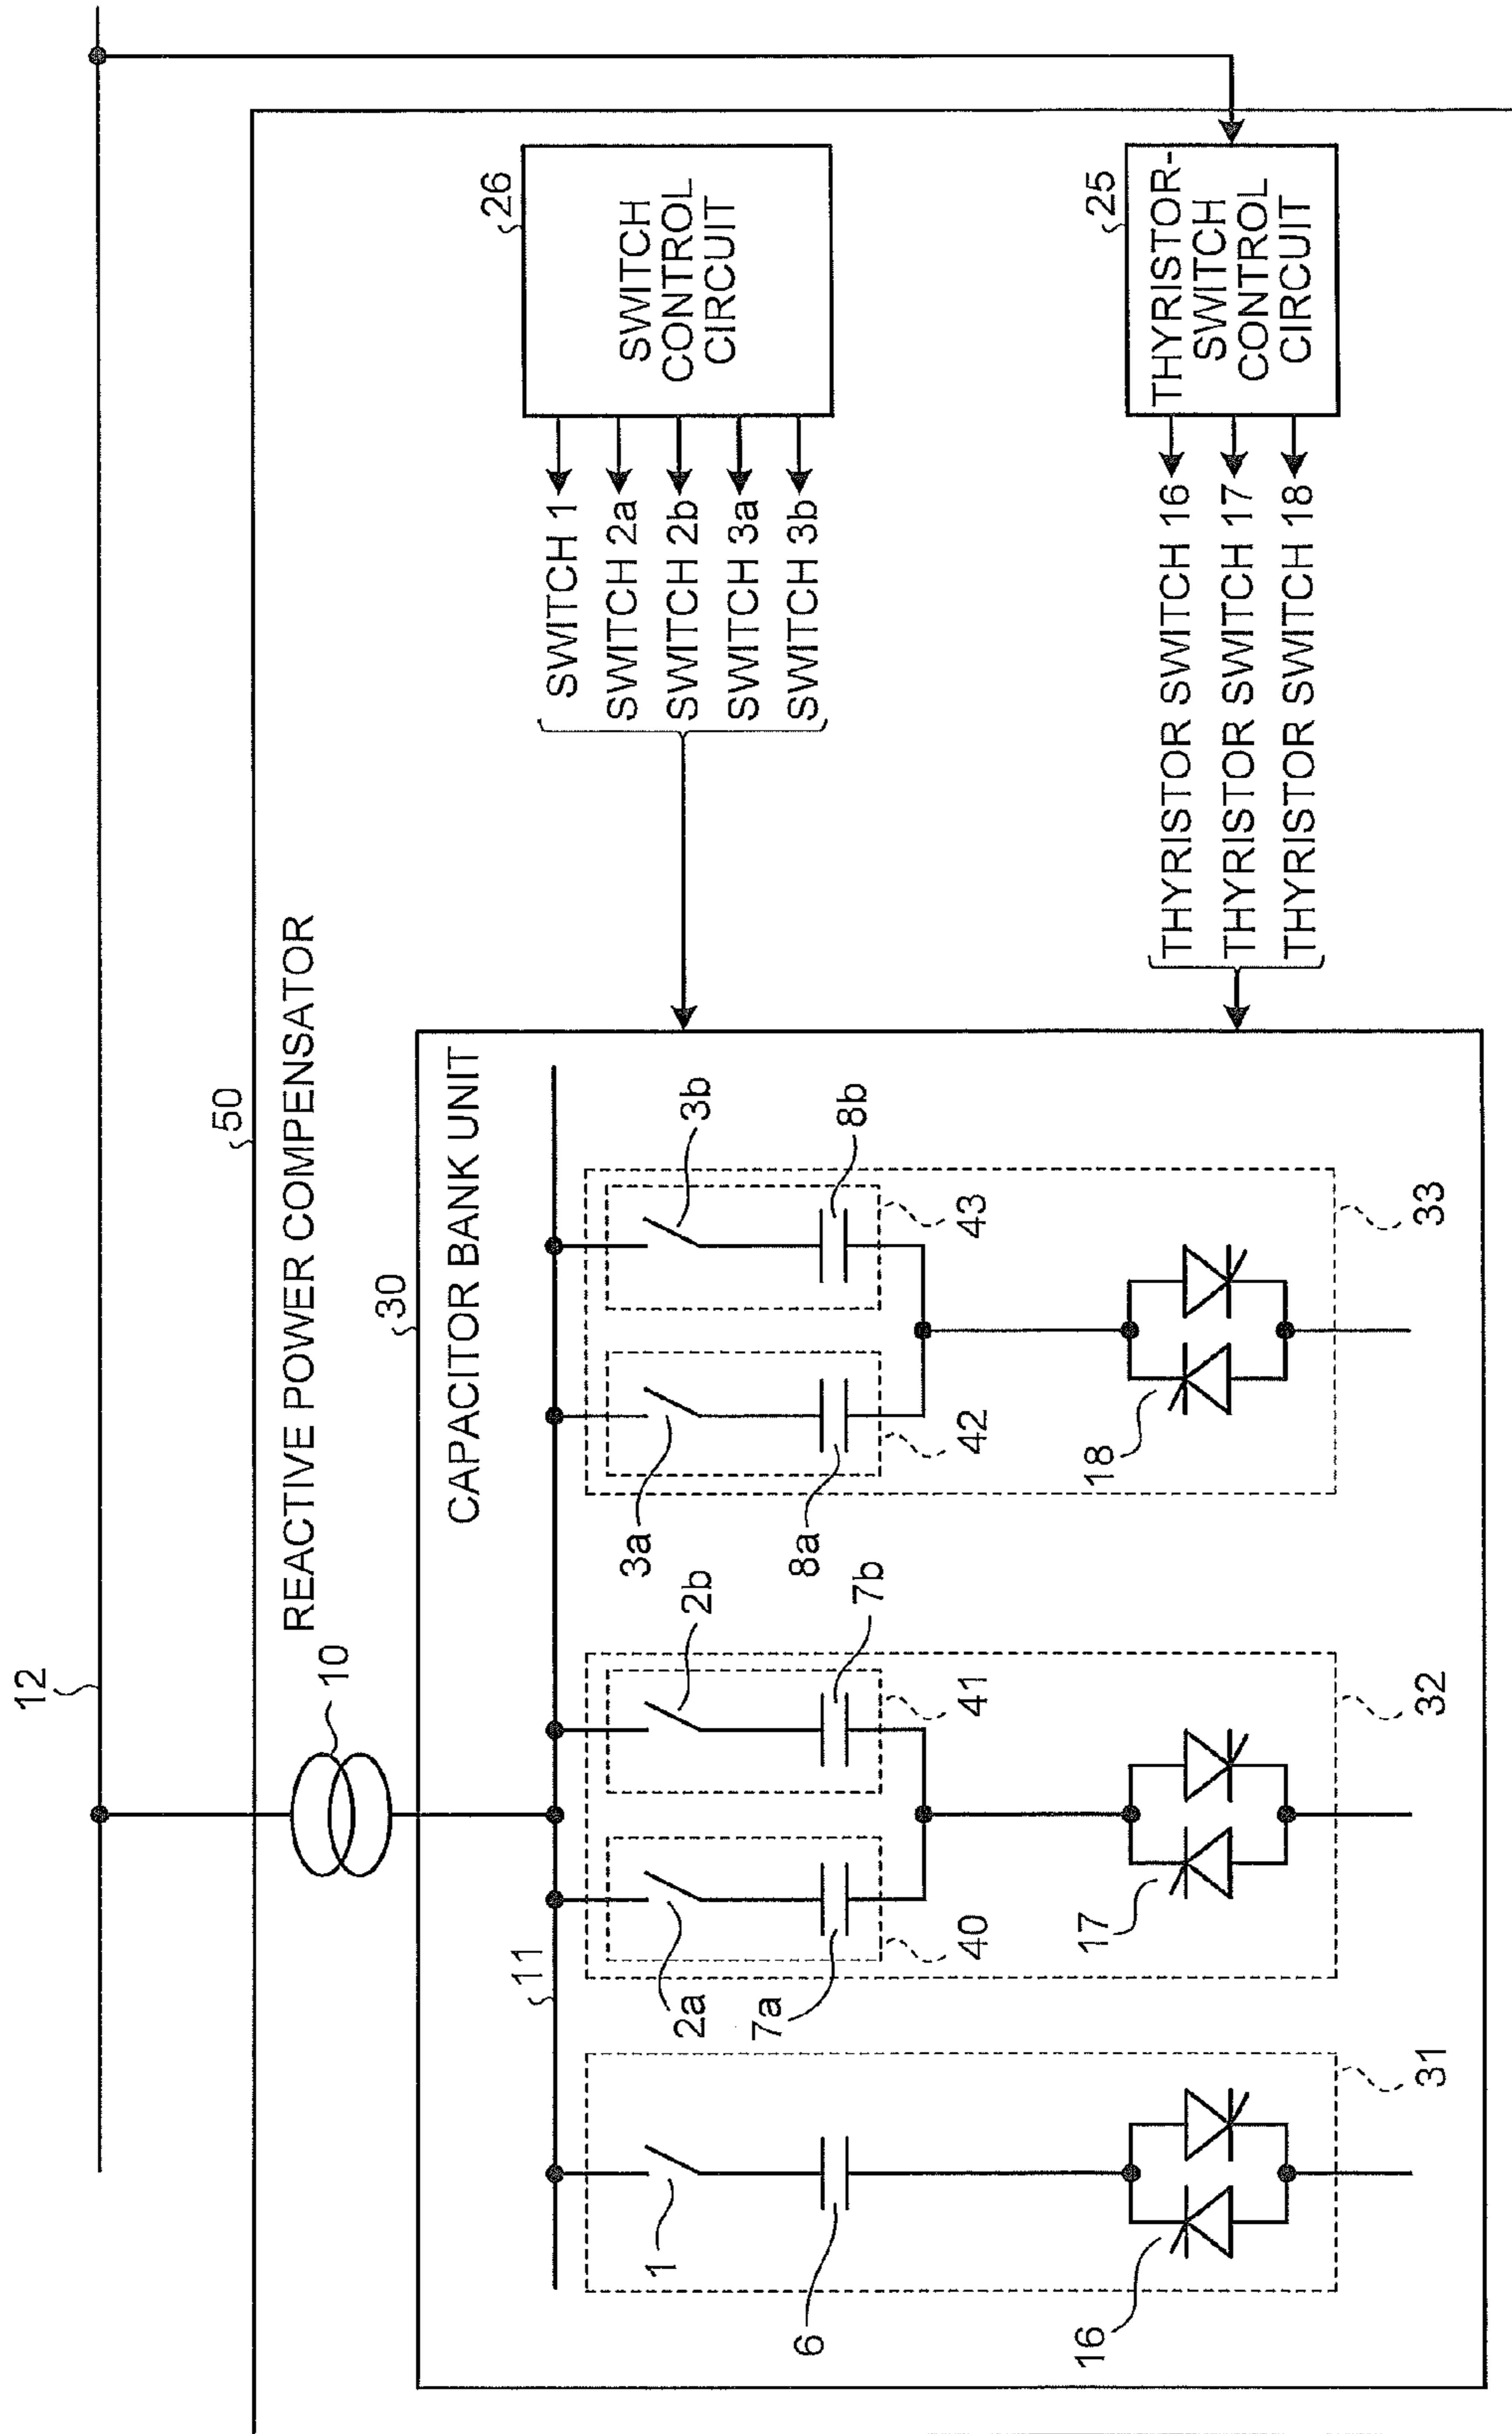 12
50
REACTIVE POWER COMPENSATOR
10
30
CAPACITOR BANK UNIT
11
1
6
16
31
2a
7a
40
2b
7b
41
17
32
3a
8a
42
3b
8b
43
18
33
26
SWITCH
CONTROL
CIRCUIT
SWITCH 1
SWITCH 2a
SWITCH 2b
SWITCH 3a
SWITCH 3b
25
THYRISTOR-
SWITCH
CONTROL
CIRCUIT
THYRISTOR SWITCH 16
THYRISTOR SWITCH 17
THYRISTOR SWITCH 18